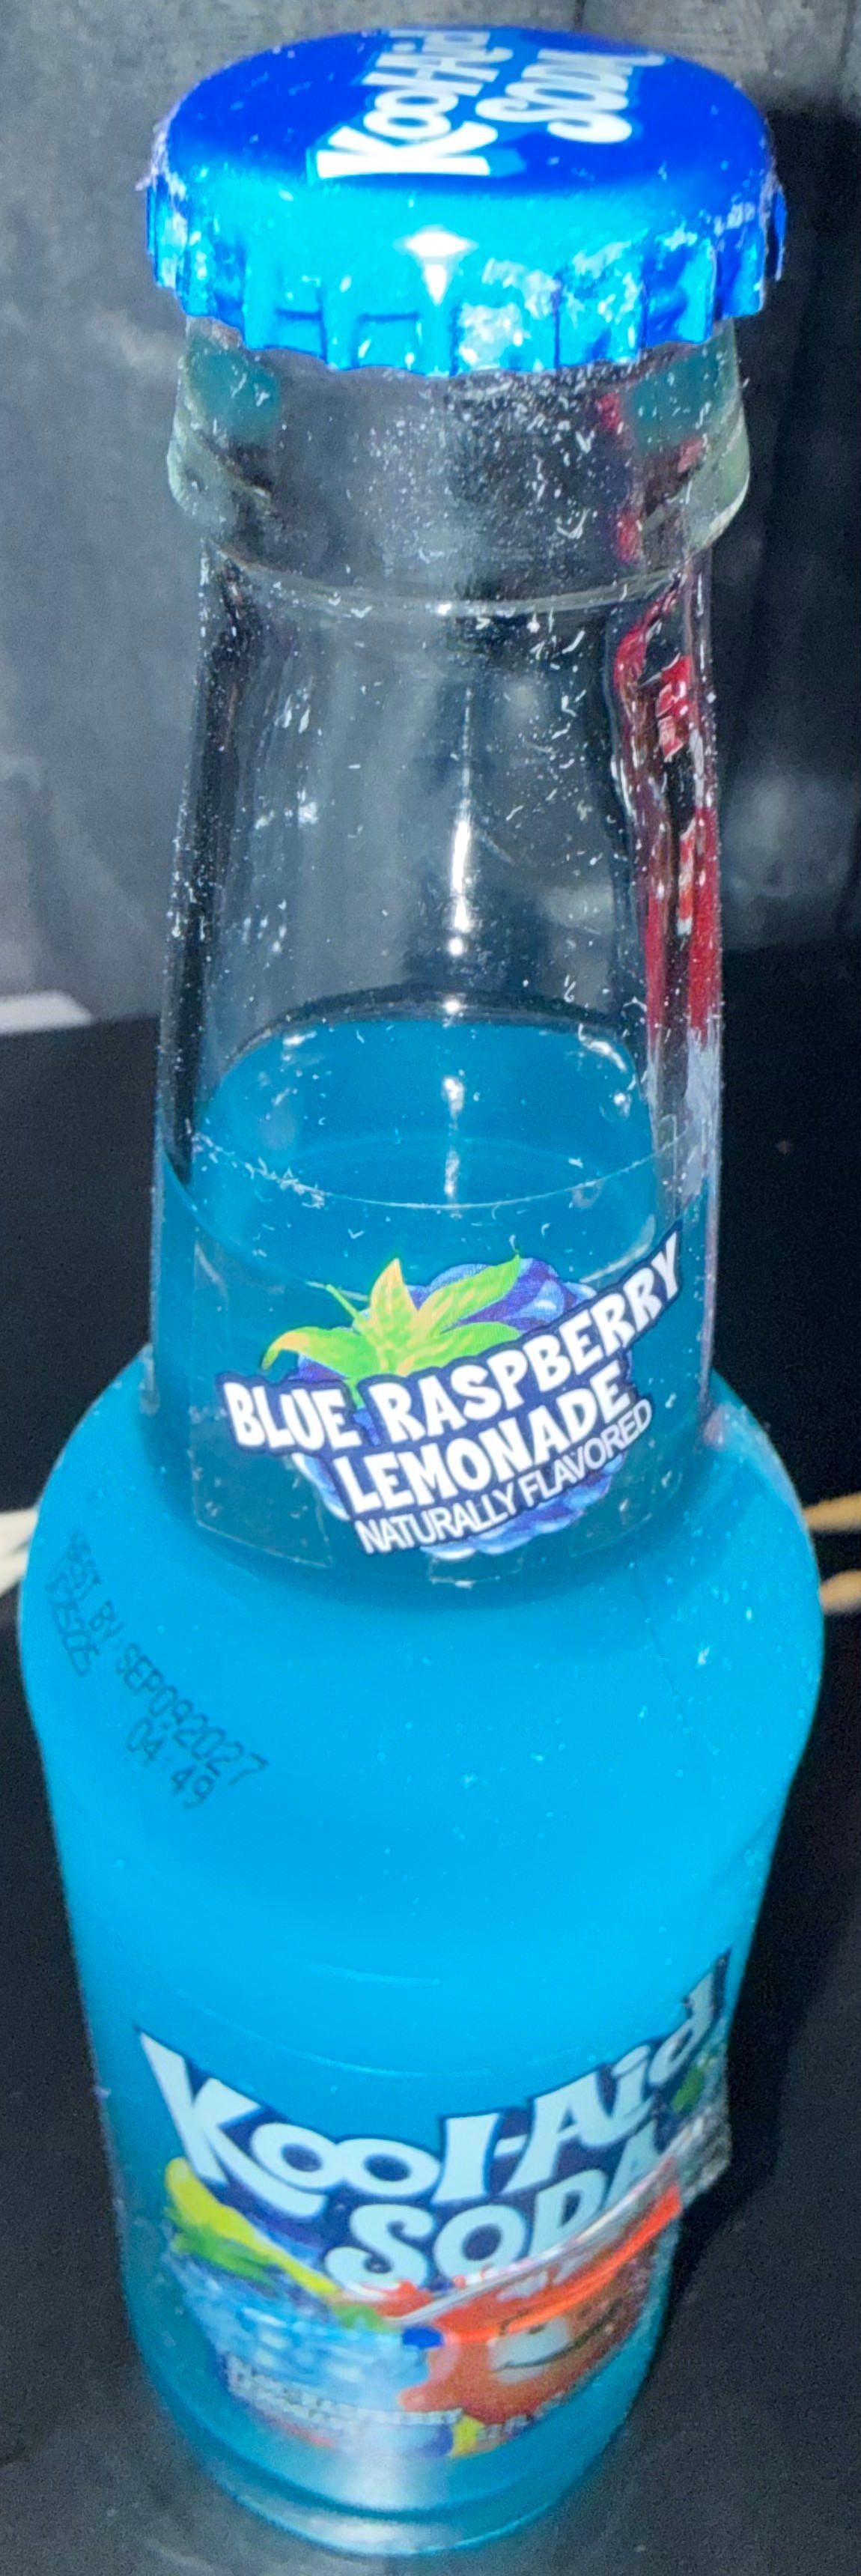 Kool-Aid
SODA
BLUE RASPBERRY
LEMONADE
NATURALLY FLAVORED
BEST BY SEP092027
04:49
Kool-Aid
SODA